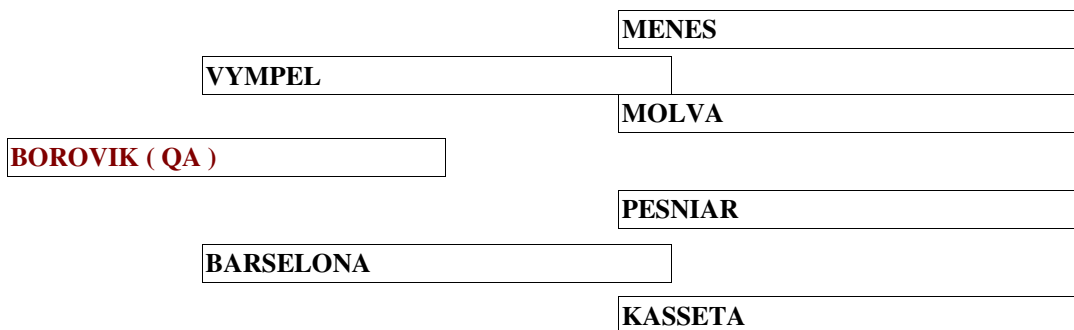 MENES
VYMPEL
MOLVA
BOROVIK ( QA )
PESNIAR
BARSELONA
KASSETA